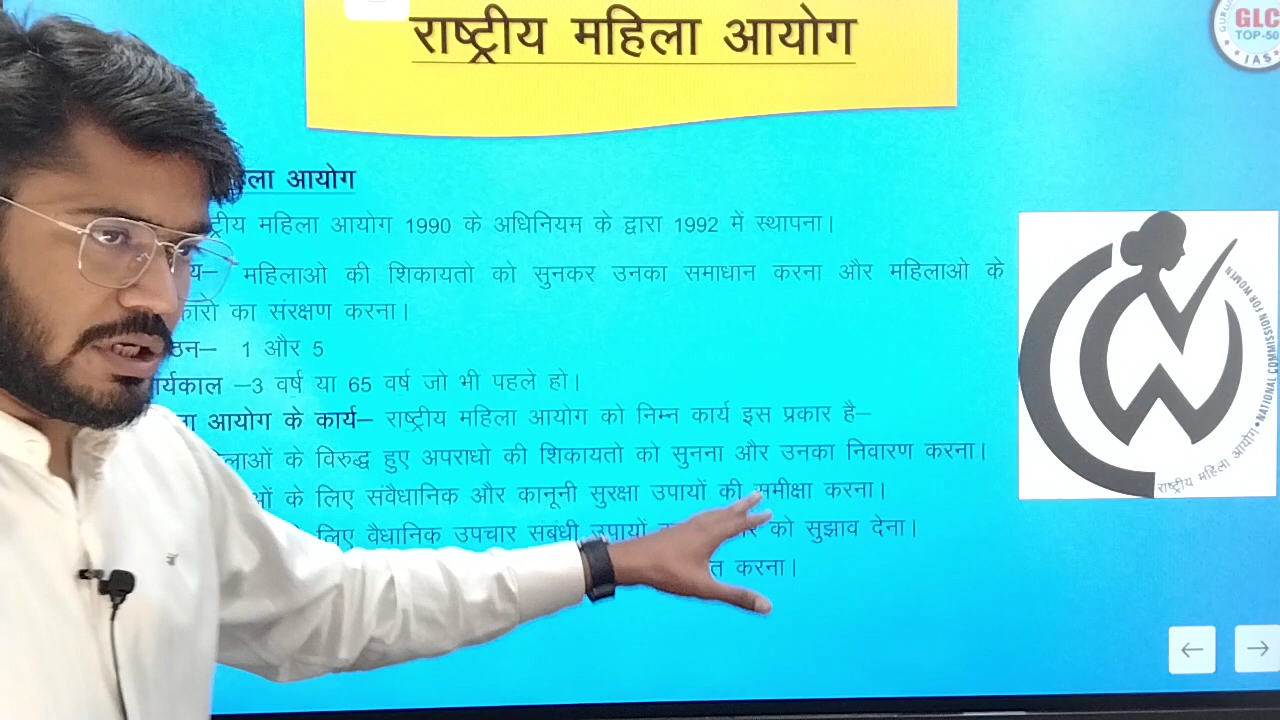 राष्ट्रीय महिला आयोग
GLC
TOP-50
IAS
आयोग
महिला आयोग 1990 के अधिनियम के द्वारा 1992 में स्थापना।
महिलाओ की शिकायतो को सुनकर उनका समाधान करना और महिलाओ के
का संरक्षण करना।
1 और 5
–3 वर्ष या 65 वर्ष जो भी पहले हो।
आयोग के कार्य– राष्ट्रीय महिला आयोग को निम्न कार्य इस प्रकार है–
के विरुद्ध हुए अपराधो की शिकायतो को सुनना और उनका निवारण करना।
के लिए संवैधानिक और कानूनी सुरक्षा उपायों की समीक्षा करना।
लिए वैधानिक उपचार संबंधी उपायों को सुझाव देना।
करना।
राष्ट्रीय महिला आयोग • NATIONAL COMMISSION FOR WOMEN